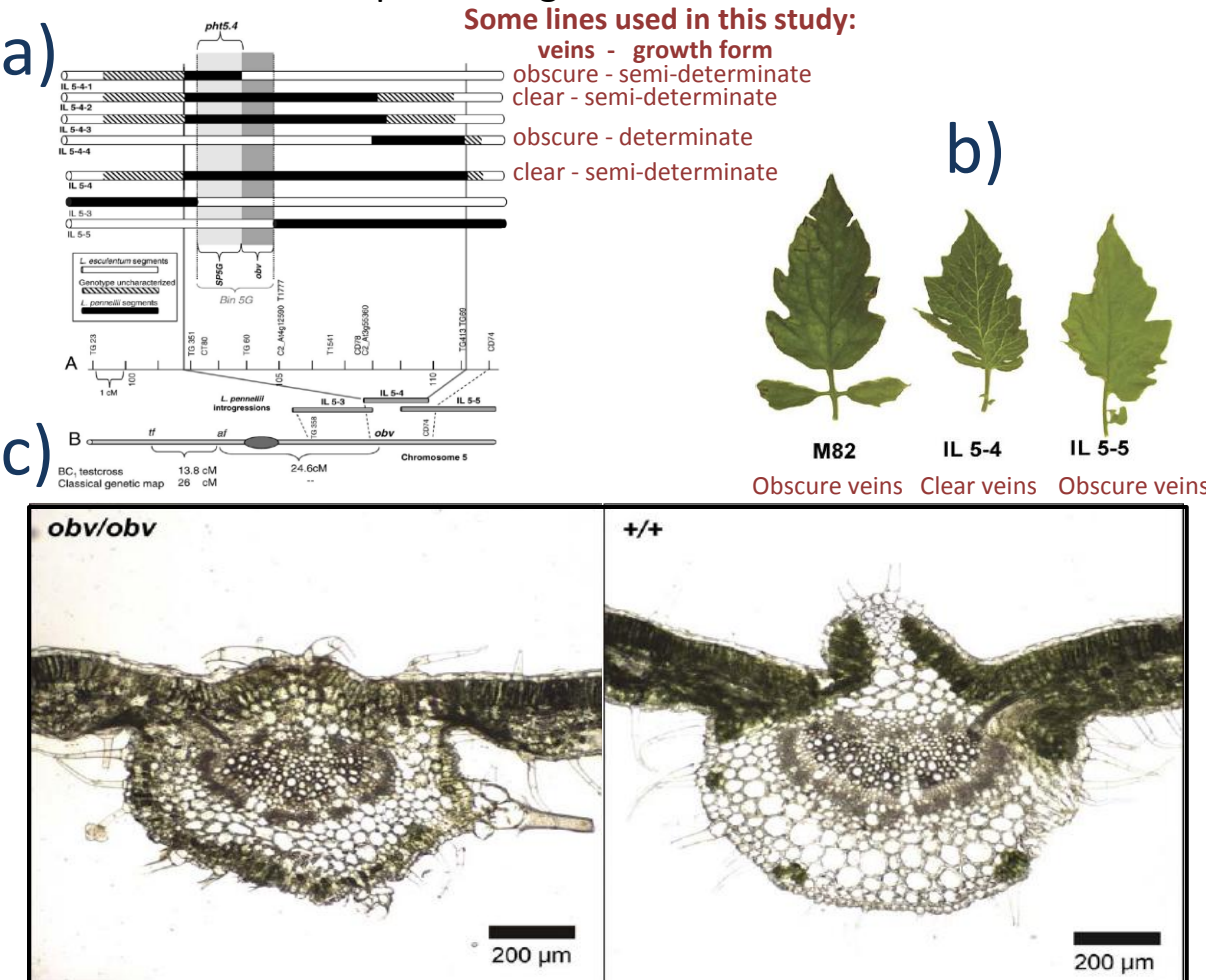 Some lines used in this study:
veins - growth form
a)
pht5.4
obscure - semi-determinate
IL 5-4-1
clear - semi-determinate
IL 5-4-2
IL 5-4-3
obscure - determinate
IL 5-4-4
clear - semi-determinate
IL 5-4
IL 5-3
IL 5-5
L. esculentum segments
Genotype uncharacterized
L. pennellii segments
SP5G
obv
Bin 5G
TG.23
TG.351
CT80
TG.60
C2_At4g12590
T1777
T1541
CD78
C2_At3g55360
TG413
TG69
CD74
A
1 cM
100
105
110
L. pennellii
introgressions
IL 5-3
IL 5-4
IL 5-5
TG.358
CD74
B
tf
af
obv
Chromosome 5
BC1 testcross
13.8 cM
24.6cM
Classical genetic map
26 cM
--
b)
M82
IL 5-4
IL 5-5
Obscure veins
Clear veins
Obscure veins
c)
obv/obv
+/+
200 µm
200 µm